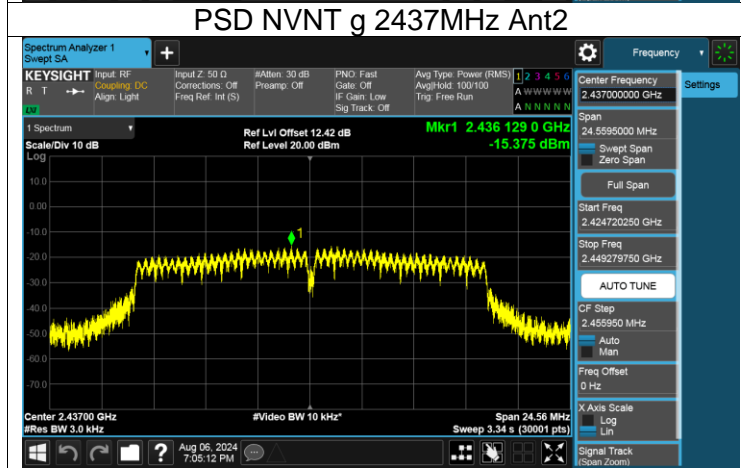 PSD NVNT g 2437MHz Ant2
Spectrum Analyzer 1
Swept SA
Frequency
KEYSIGHT
R T
Input: RF
Coupling: DC
Align: Light
Input Z: 50 Ω
Corrections: Off
Freq Ref: Int (S)
#Atten: 30 dB
Preamp: Off
PNO: Fast
Gate: Off
IF Gain: Low
Sig Track: Off
Avg Type: Power (RMS)
Avg|Hold: 100/100
Trig: Free Run
1 2 3 4 5 6
A W W W W W
A N N N N N
Center Frequency
2.437000000 GHz
Settings
Span
24.5595000 MHz
Swept Span
Zero Span
Full Span
Start Freq
2.424720250 GHz
Stop Freq
2.449279750 GHz
AUTO TUNE
CF Step
2.455950 MHz
Auto
Man
Freq Offset
0 Hz
X Axis Scale
Log
Lin
Signal Track
(Span Zoom)
1 Spectrum
Scale/Div 10 dB
Log
Ref Lvl Offset 12.42 dB
Ref Level 20.00 dBm
Mkr1 2.436 129 0 GHz
-15.375 dBm
10.0
0.00
-10.0
-20.0
-30.0
-40.0
-50.0
-60.0
-70.0
1
Center 2.43700 GHz
#Res BW 3.0 kHz
#Video BW 10 kHz*
Span 24.56 MHz
Sweep 3.34 s (30001 pts)
Aug 06, 2024
7:05:12 PM